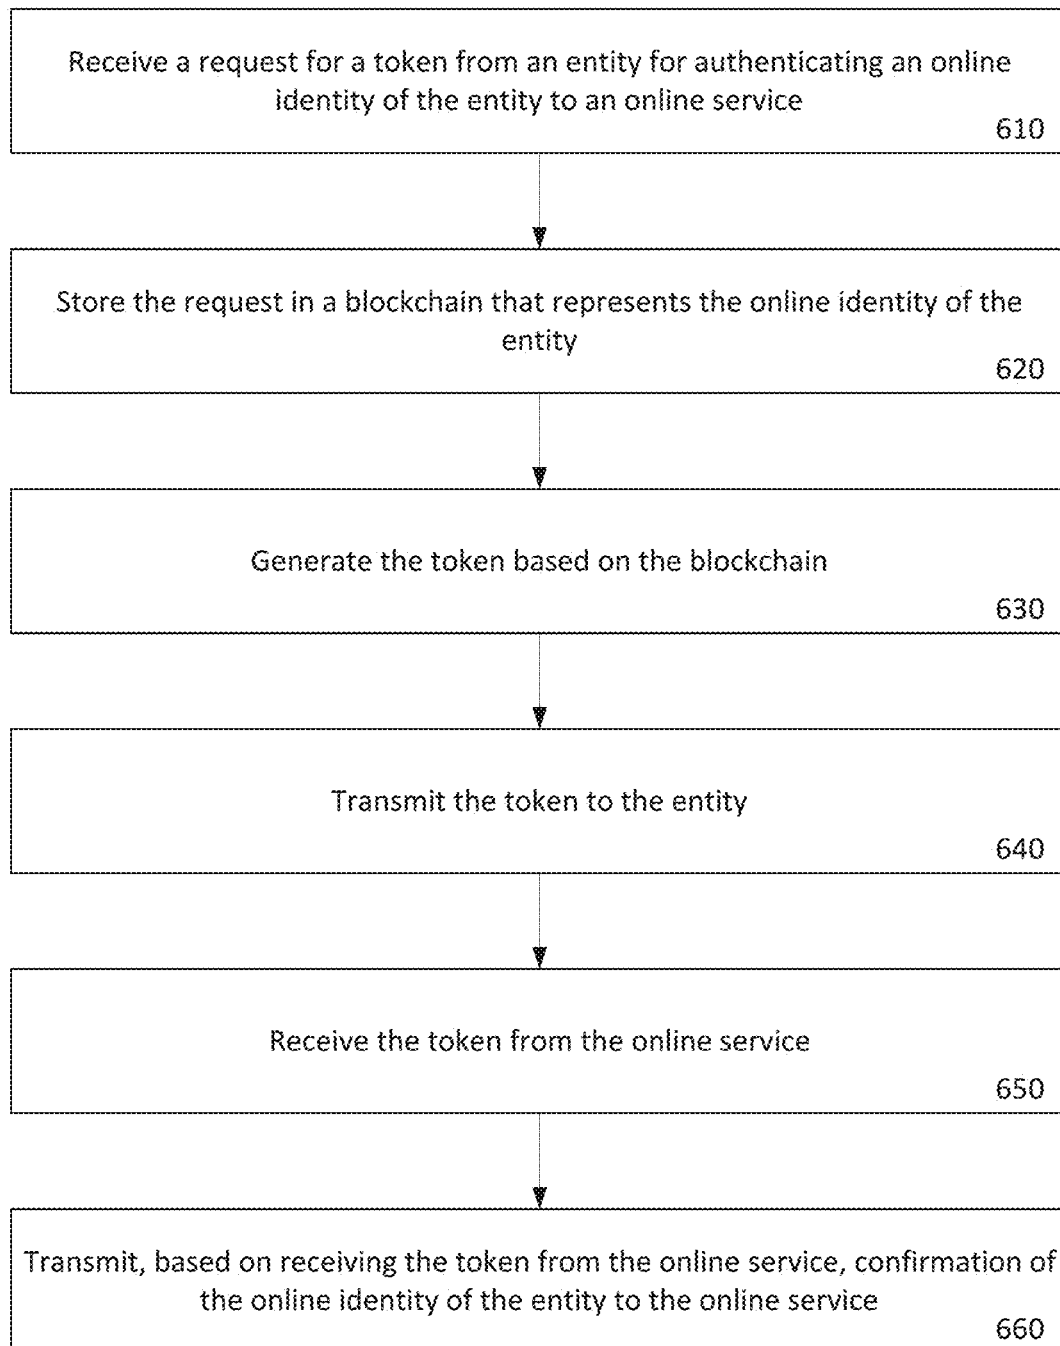 Receive a request for a token from an entity for authenticating an online
identity of the entity to an online service
610
Store the request in a blockchain that represents the online identity of the
entity
620
Generate the token based on the blockchain
630
Transmit the token to the entity
640
Receive the token from the online service
650
Transmit, based on receiving the token from the online service, confirmation of
the online identity of the entity to the online service
660